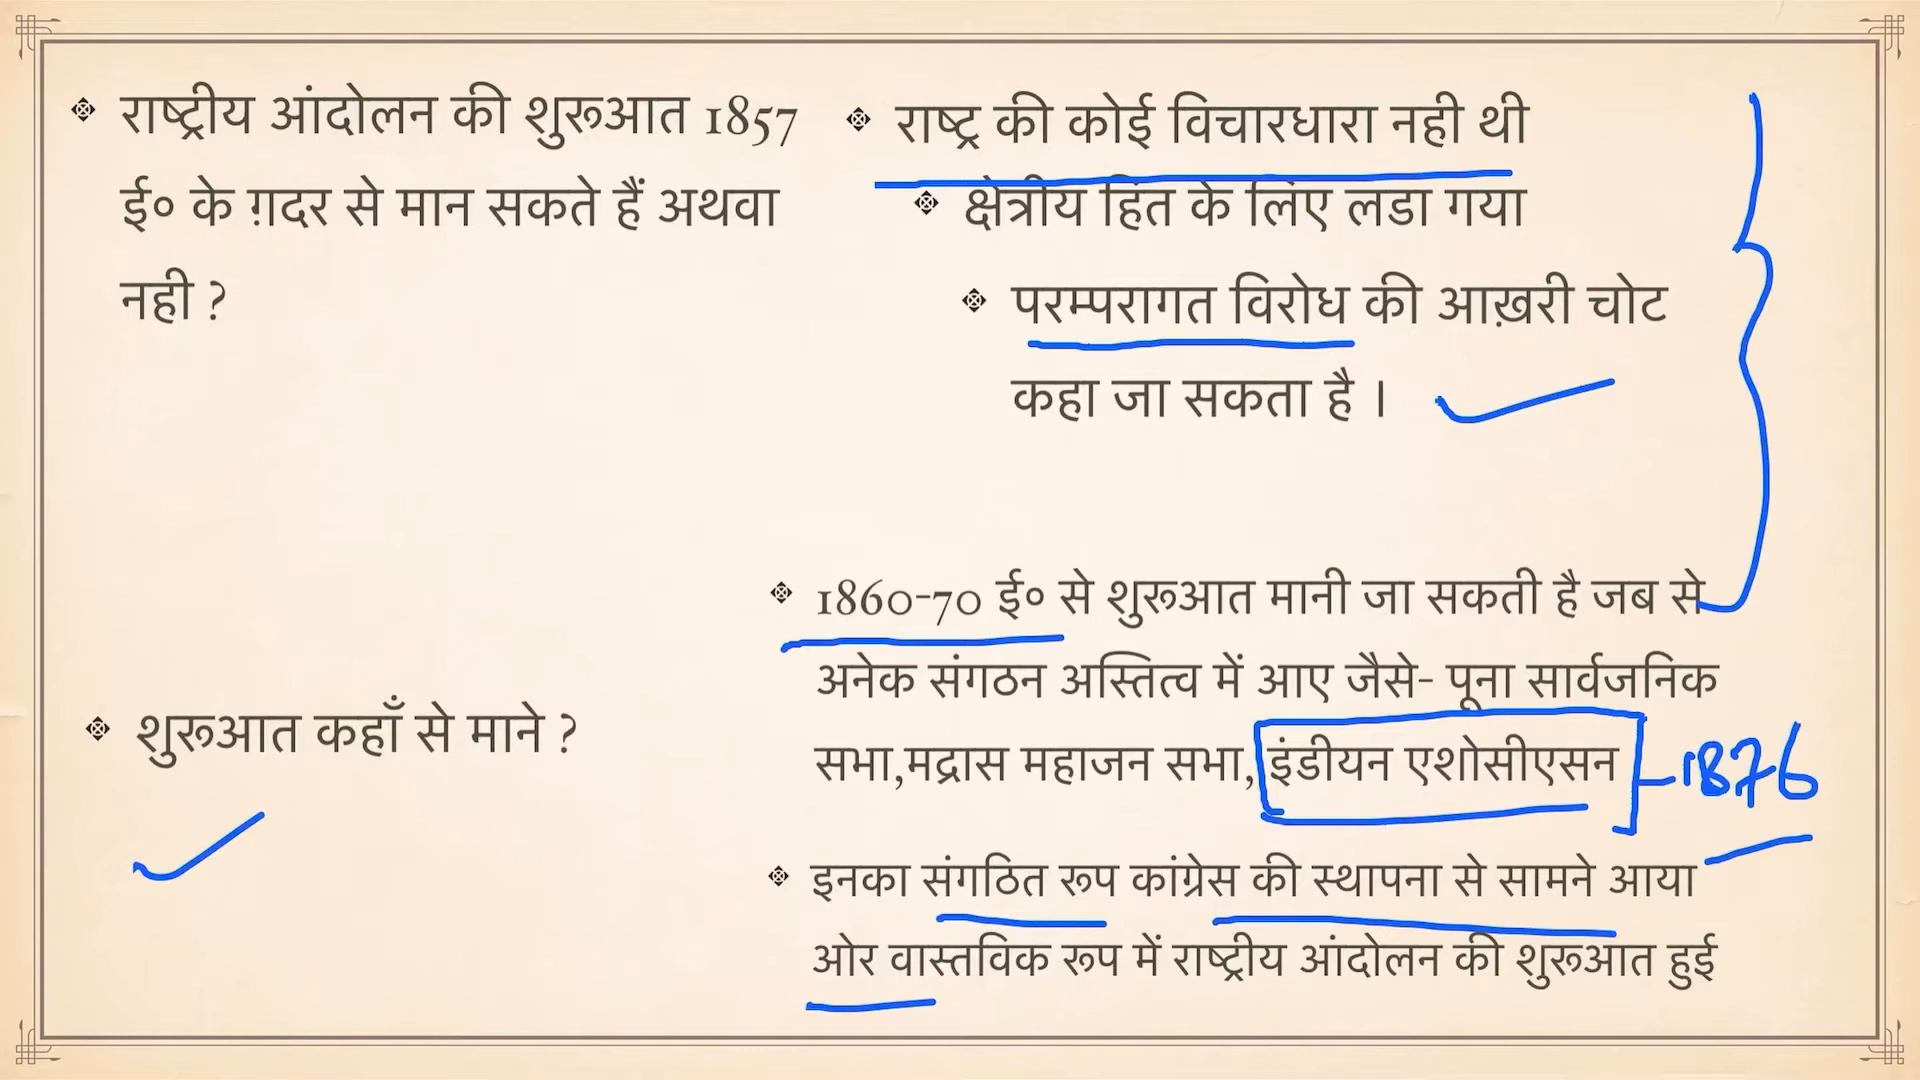 राष्ट्रीय आंदोलन की शुरूआत 1857
ई० के ग़दर से मान सकते हैं अथवा
नही ?
राष्ट्र की कोई विचारधारा नही थी
क्षेत्रीय हित के लिए लडा गया
परम्परागत विरोध की आख़री चोट
कहा जा सकता है ।
शुरूआत कहाँ से माने ?
1860-70 ई० से शुरूआत मानी जा सकती है जब से
अनेक संगठन अस्तित्व में आए जैसे- पूना सार्वजनिक
सभा,मद्रास महाजन सभा, इंडीयन एशोसीएसन
1876
इनका संगठित रूप कांग्रेस की स्थापना से सामने आया
ओर वास्तविक रूप में राष्ट्रीय आंदोलन की शुरूआत हुई